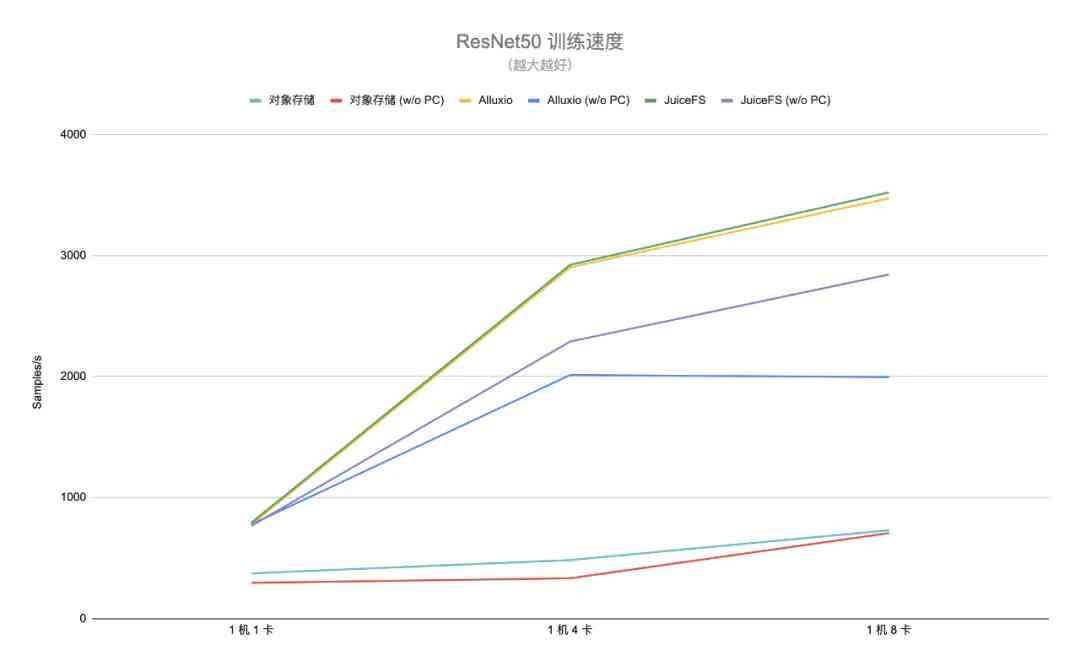 ResNet50 训练速度
（越大越好）
对象存储 对象存储 (w/o PC) Alluxio Alluxio (w/o PC) JuiceFS JuiceFS (w/o PC)
4000
3000
2000
1000
0
Samples/s
1 机 1 卡 1 机 4 卡 1 机 8 卡